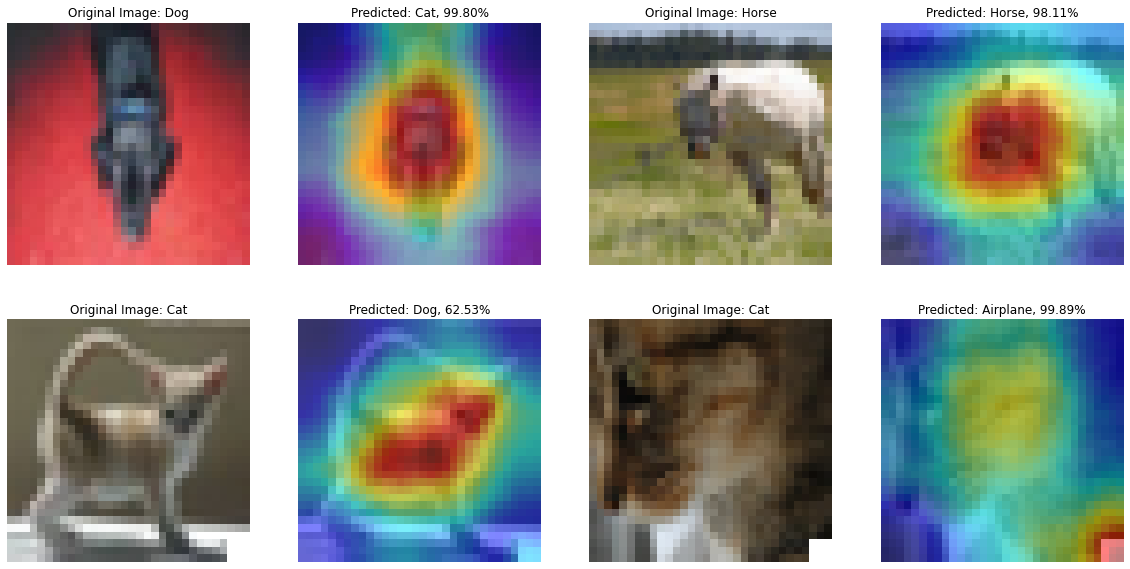 Original Image: Dog
Predicted: Cat, 99.80%
Original Image: Horse
Predicted: Horse, 98.11%
Original Image: Cat
Predicted: Dog, 62.53%
Original Image: Cat
Predicted: Airplane, 99.89%